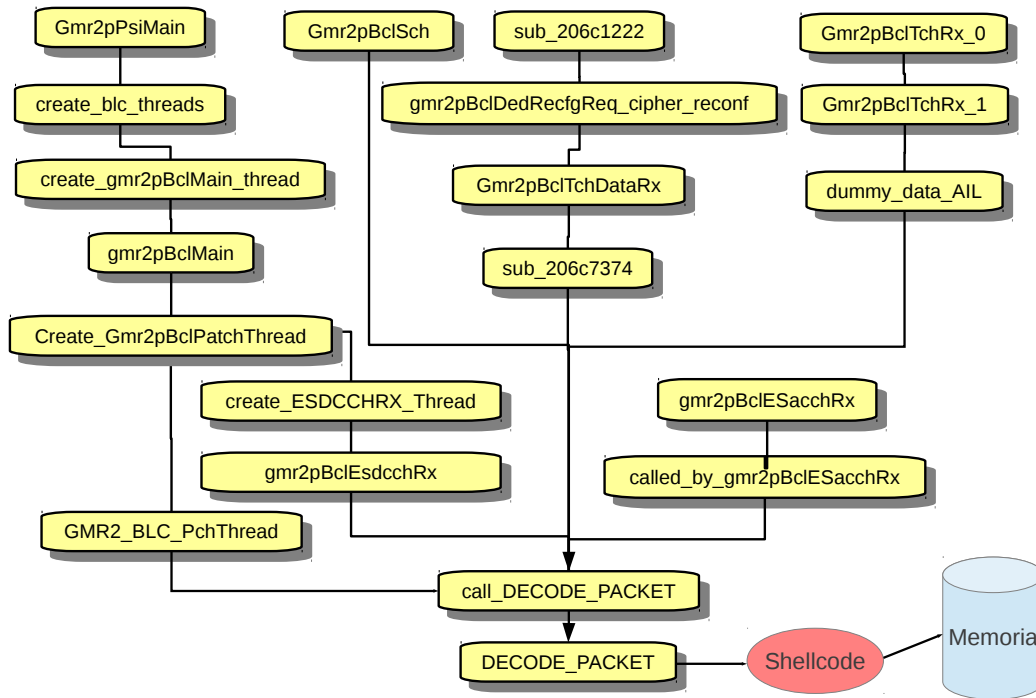 Gmr2pPsiMain
Gmr2pBclSch
sub_206c1222
Gmr2pBclTchRx_0
create_blc_threads
gmr2pBclDedRecfgReq_cipher_reconf
Gmr2pBclTchRx_1
create_gmr2pBclMain_thread
Gmr2pBclTchDataRx
dummy_data_AIL
gmr2pBclMain
sub_206c7374
Create_Gmr2pBclPatchThread
create_ESDCCHRX_Thread
gmr2pBclESacchRx
gmr2pBclEsdcchRx
called_by_gmr2pBclESacchRx
GMR2_BLC_PchThread
call_DECODE_PACKET
Memoria
DECODE_PACKET
Shellcode